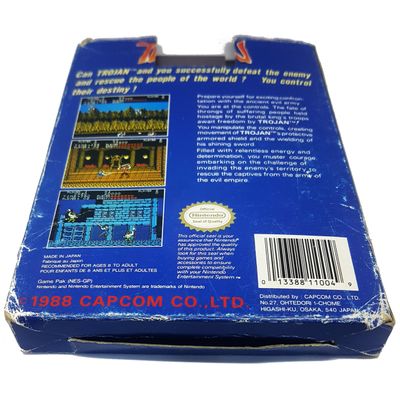 Can TROJAN™ and you successfully defeat the enemy
and rescue the people of the world ? You control
their destiny !
Prepare yourself for exciting confron-
tation with the ancient evil army
You are at the controls. The fate of
throngs of suffering people held
hostage by the brutal king's troops
await freedom by TROJAN™!
You manipulate the controls, creating
movement of TROJAN's protective
armored shield and the wielding of
his shining sword.
Filled with relentless energy and
determination, you muster courage,
embarking on the challenge of
invading the enemy's territory to
rescue the captives from the army of
the evil empire.
Official
Nintendo
Seal of Quality
This official seal is your
assurance that Nintendo
has approved the quality
of this product. Always
look for this seal when
buying games and
accessories to ensure
complete compatibility
with your Nintendo
Entertainment System.
MADE IN JAPAN
Fabriqué au Japon
RECOMMENDED FOR AGES 8 TO ADULT
POUR ENFANTS DE 8 ANS ET PLUS ET ADULTES
Game Pak (NES-GP)
Nintendo and Nintendo Entertainment System are trademarks of Nintendo
©1988 CAPCOM CO., LTD.
0 13388 11004 9
Distributed by : CAPCOM CO., LTD.
No.27, OHTEDORI 1-CHOME
HIGASHI-KU, OSAKA, 540 JAPAN